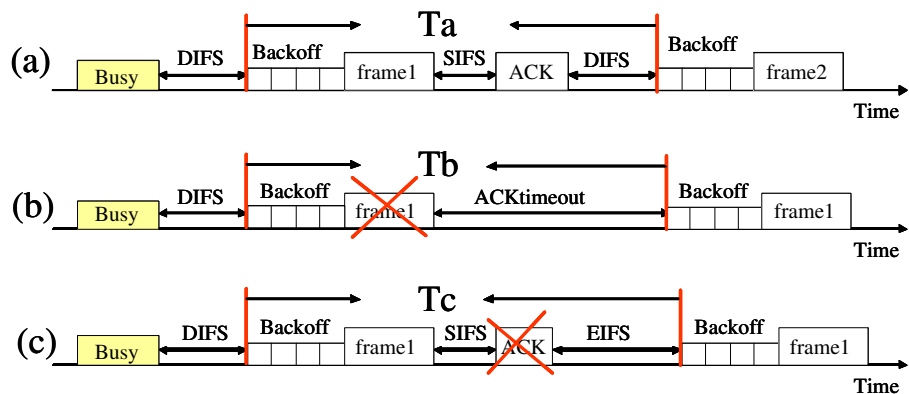 Ta
(a) Busy DIFS Backoff frame1 SIFS ACK DIFS Backoff frame2
Time
Tb
(b) Busy DIFS Backoff frame1 ACKtimeout Backoff frame1
Time
Tc
(c) Busy DIFS Backoff frame1 SIFS ACK EIFS Backoff frame1
Time